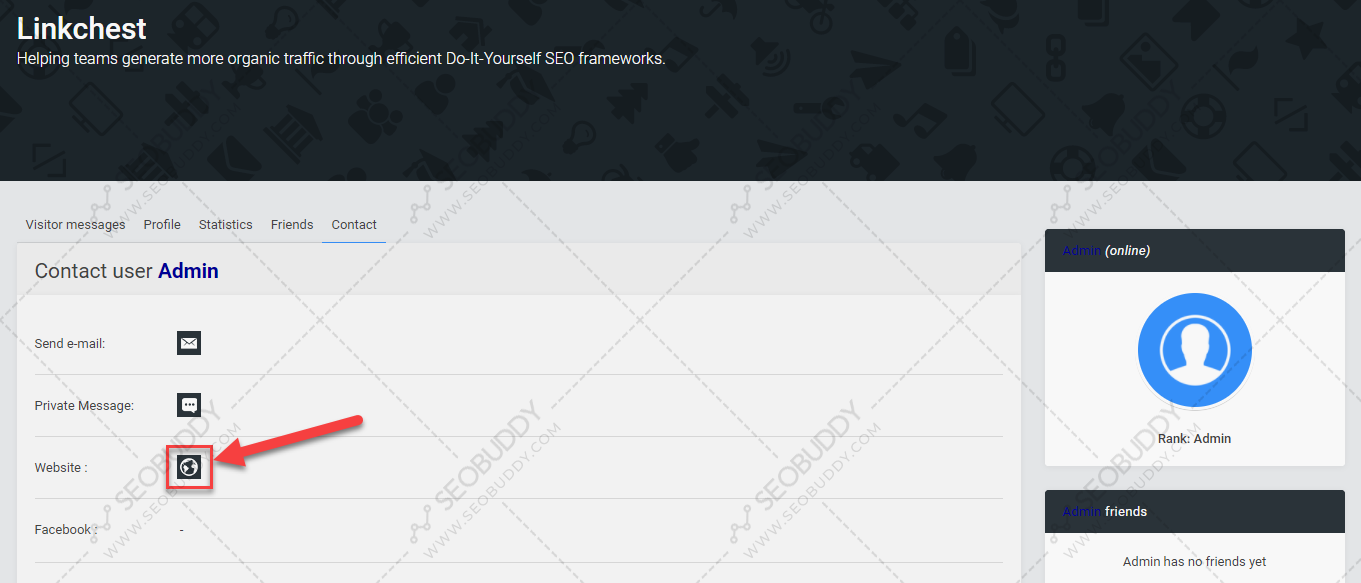 Linkchest
Helping teams generate more organic traffic through efficient Do-It-Yourself SEO frameworks.
Visitor messages Profile Statistics Friends Contact
Contact user Admin
Send e-mail:
Private Message:
Website :
Facebook : -
Admin (online)
Rank: Admin
Admin friends
Admin has no friends yet
SEOBUDDY
WWW.SEOBUDDY.COM